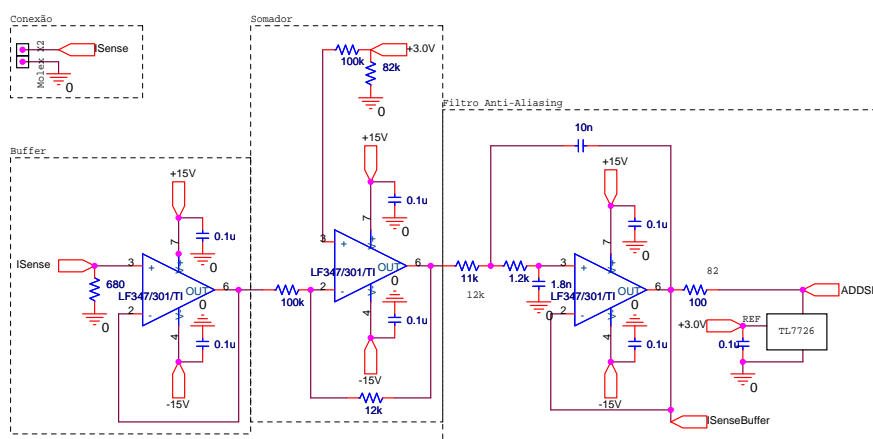 Conexão
Molex X2
ISense
0
Somador
100k
+3.0V
82k
0
+15V
0.1u
0
7
3
+
V+
OUT
6
LF347/301/TI
0
2
-
V-
4
0.1u
-15V
100k
12k
Buffer
+15V
0.1u
0
7
ISense
3
+
V+
680
OUT
6
LF347/301/TI
0
0
2
-
V-
4
0.1u
-15V
Filtro Anti-Aliasing
10n
+15V
0.1u
0
7
11k
12k
1.2k
1.8n
0
3
+
V+
OUT
6
LF347/301/TI
0
2
-
V-
4
0.1u
-15V
82
100
+3.0V
REF
0.1u
0
TL7726
ISenseBuffer